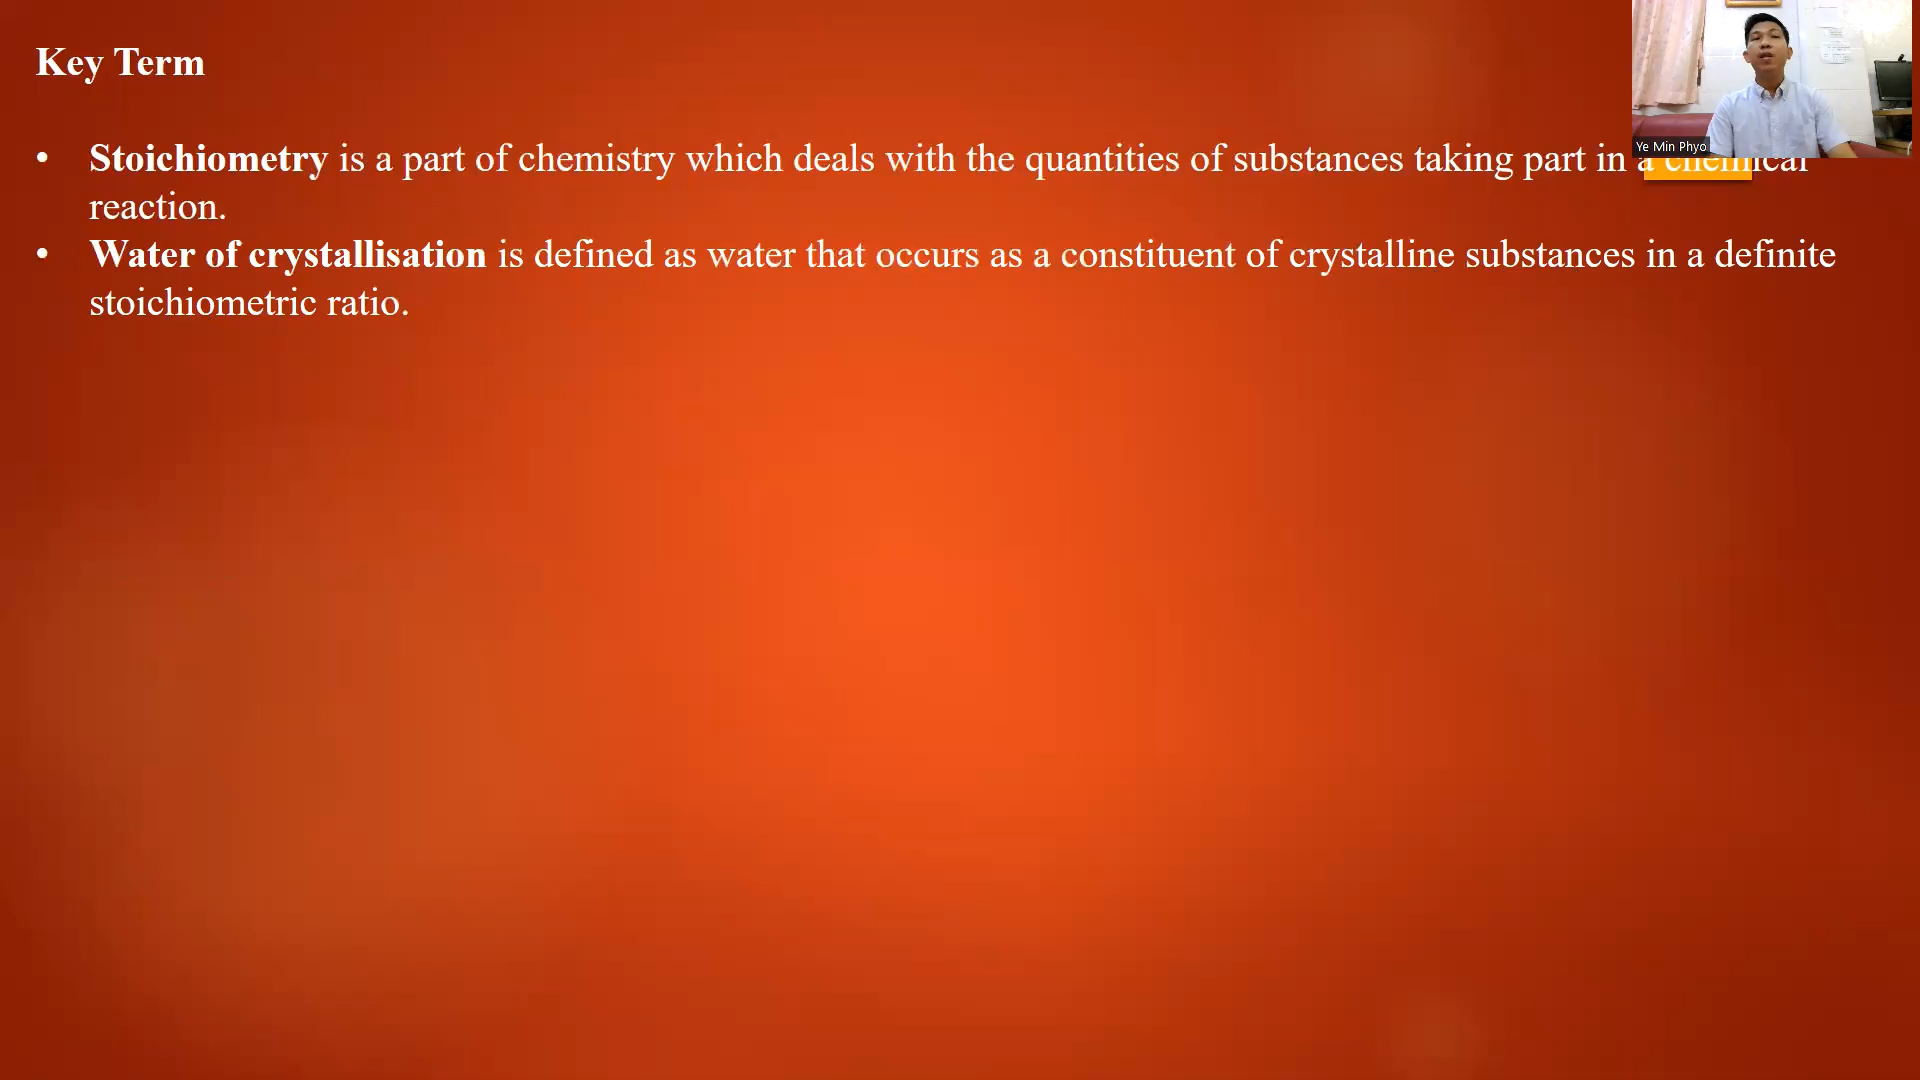 Key Term
Ye Min Phyo
• Stoichiometry is a part of chemistry which deals with the quantities of substances taking part in a chemical
reaction.
• Water of crystallisation is defined as water that occurs as a constituent of crystalline substances in a definite
stoichiometric ratio.